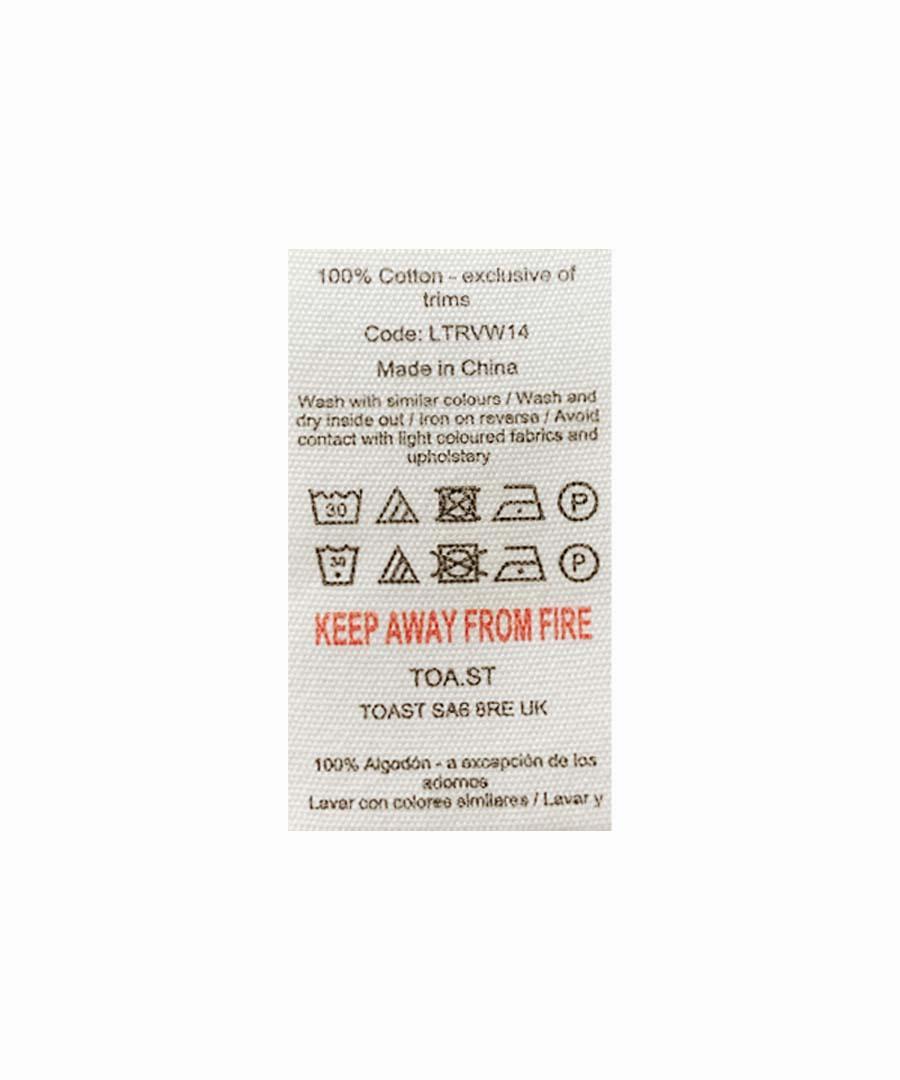 100% Cotton - exclusive of
trims
Code: LTRVW14
Made in China
Wash with similar colours / Wash and
dry inside out / Iron on reverse / Avoid
contact with light coloured fabrics and
upholstary
30 P
30 P
KEEP AWAY FROM FIRE
TOA.ST
TOAST SA6 8RE UK
100% Algodón - a excepción de los
adornos
Lavar con colores similares / Lavar y